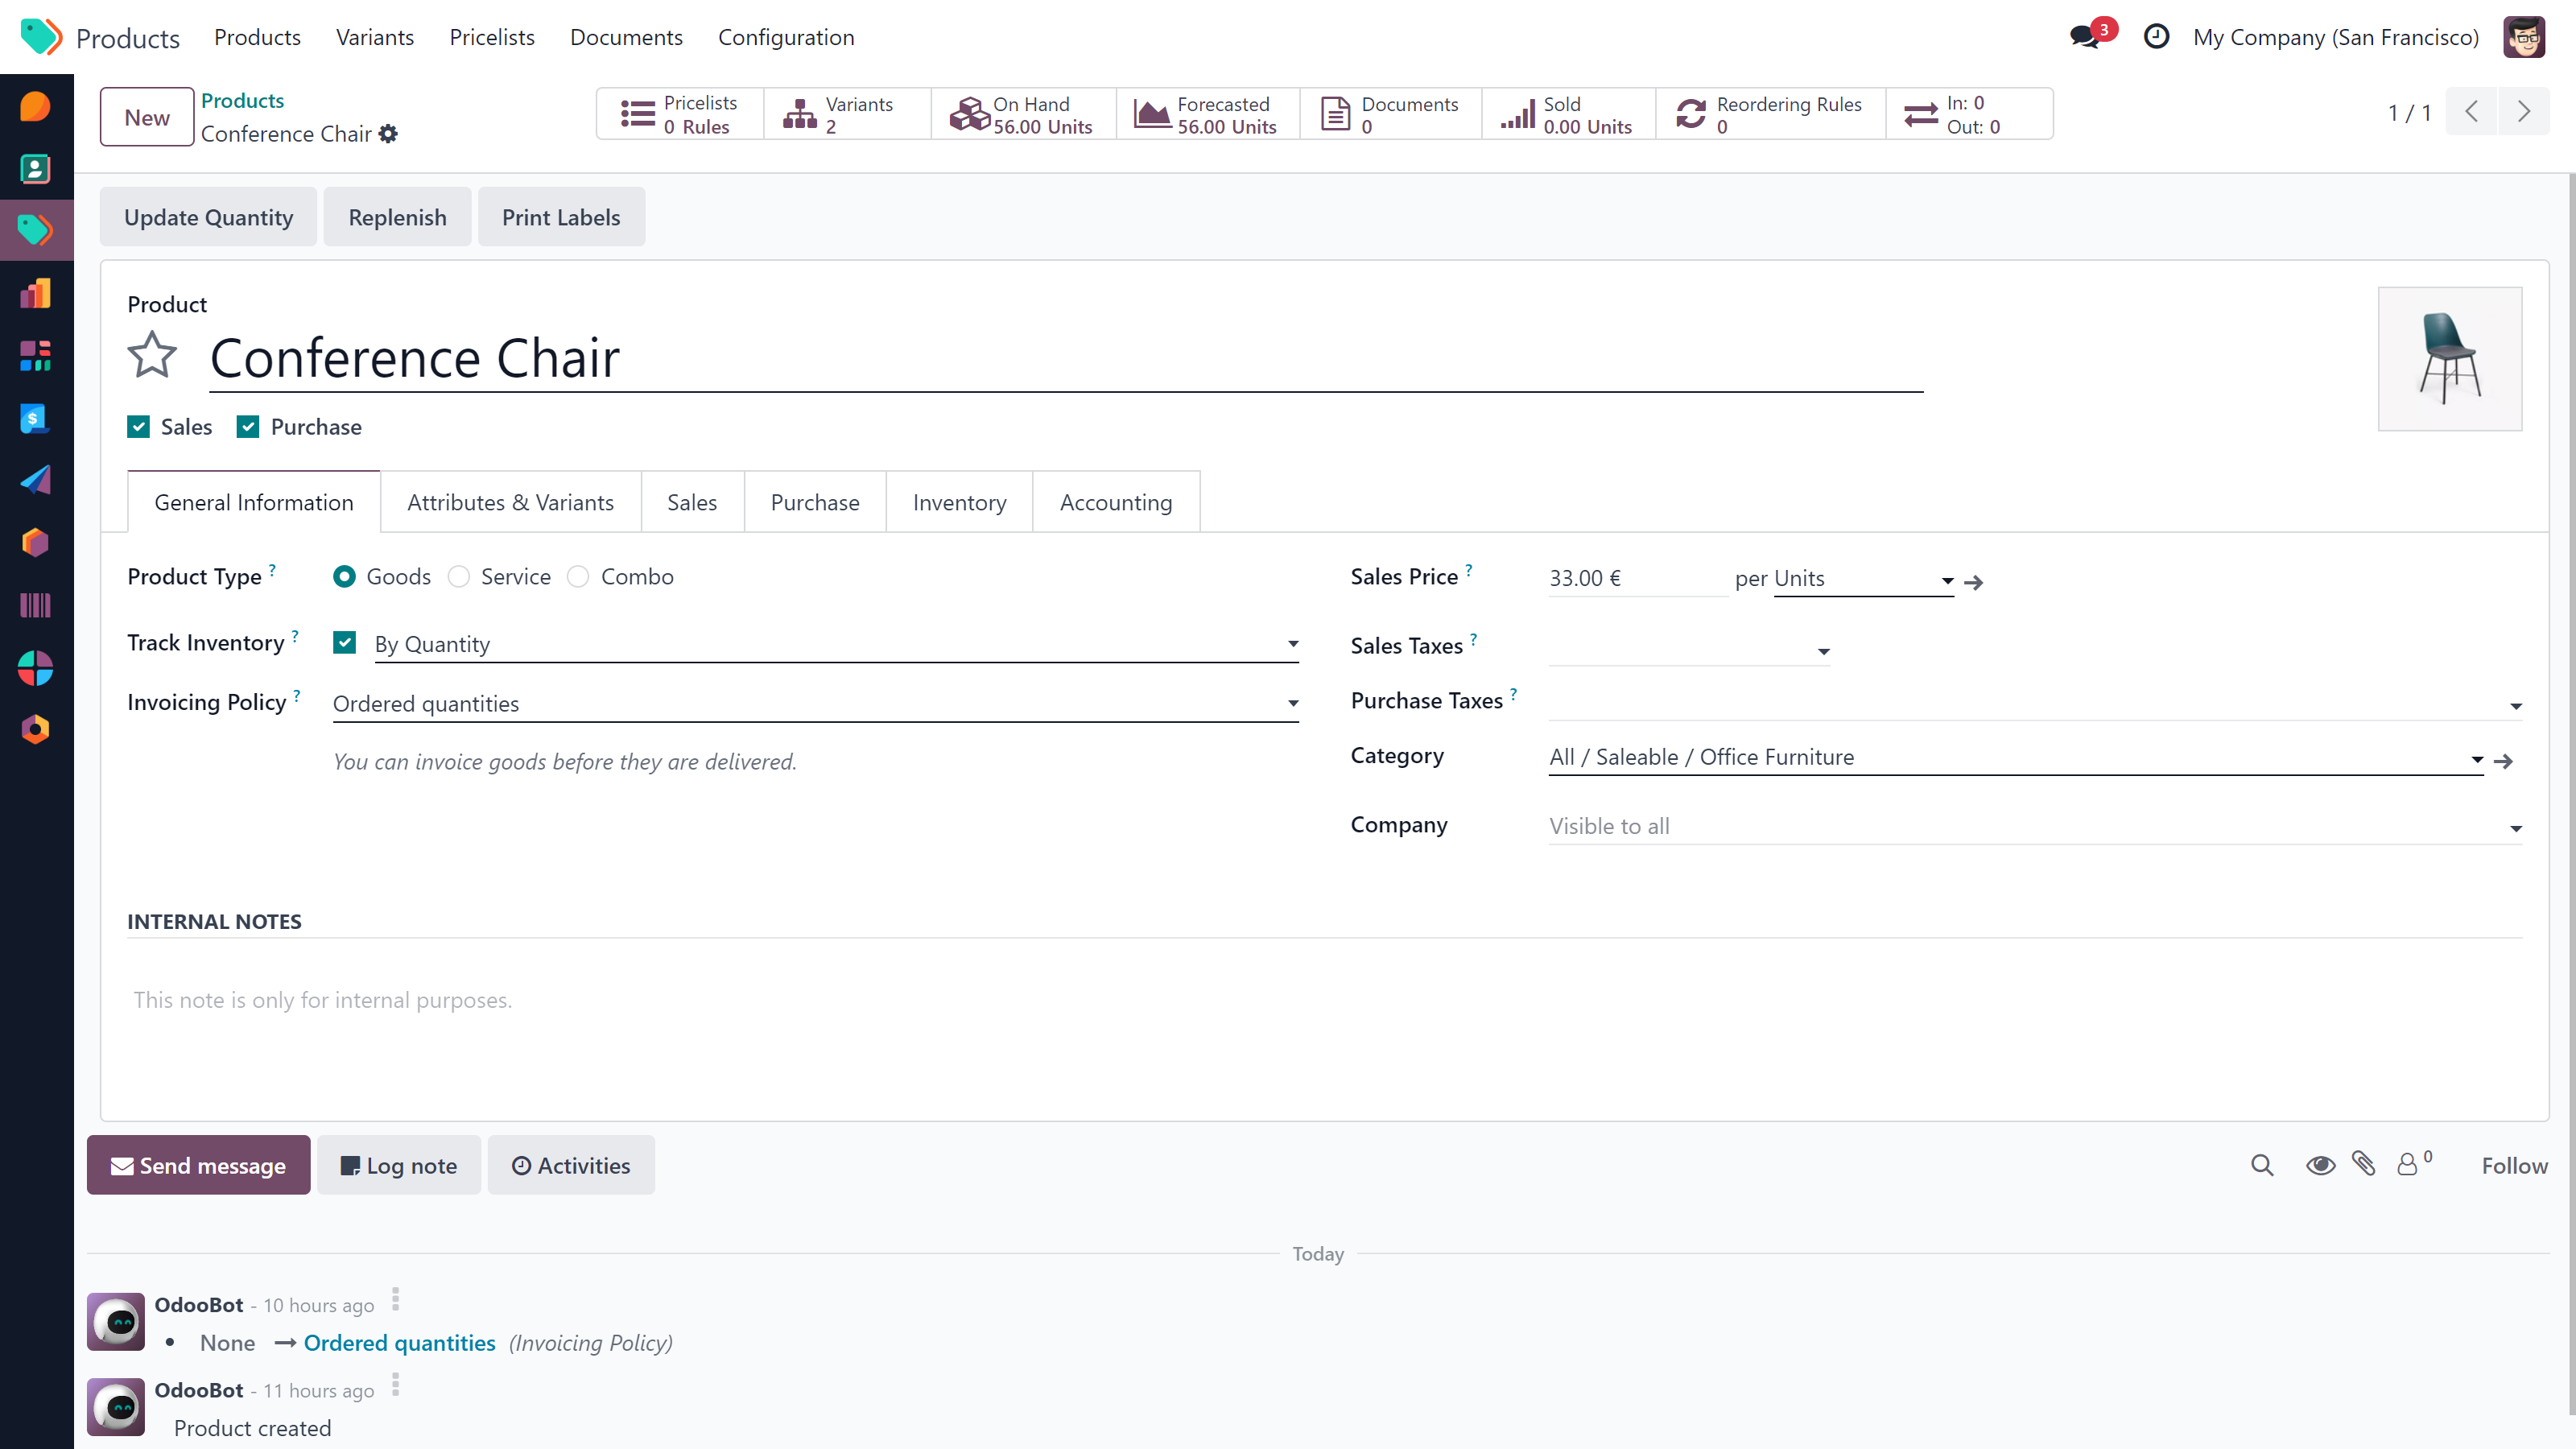 Products Products Variants Pricelists Documents Configuration 3 My Company (San Francisco)
New Products
Conference Chair
Pricelists 0 Rules
Variants 2
On Hand 56.00 Units
Forecasted 56.00 Units
Documents 0
Sold 0.00 Units
Reordering Rules 0
In: 0
Out: 0
1 / 1
Update Quantity Replenish Print Labels
Product
Conference Chair
Sales Purchase
General Information Attributes & Variants Sales Purchase Inventory Accounting
Product Type ? Goods Service Combo
Track Inventory ? By Quantity
Invoicing Policy ? Ordered quantities
You can invoice goods before they are delivered.
Sales Price ? 33.00 € per Units
Sales Taxes ?
Purchase Taxes ?
Category All / Saleable / Office Furniture
Company Visible to all
INTERNAL NOTES
This note is only for internal purposes.
Send message Log note Activities 0 Follow
Today
OdooBot - 10 hours ago
• None → Ordered quantities (Invoicing Policy)
OdooBot - 11 hours ago
Product created